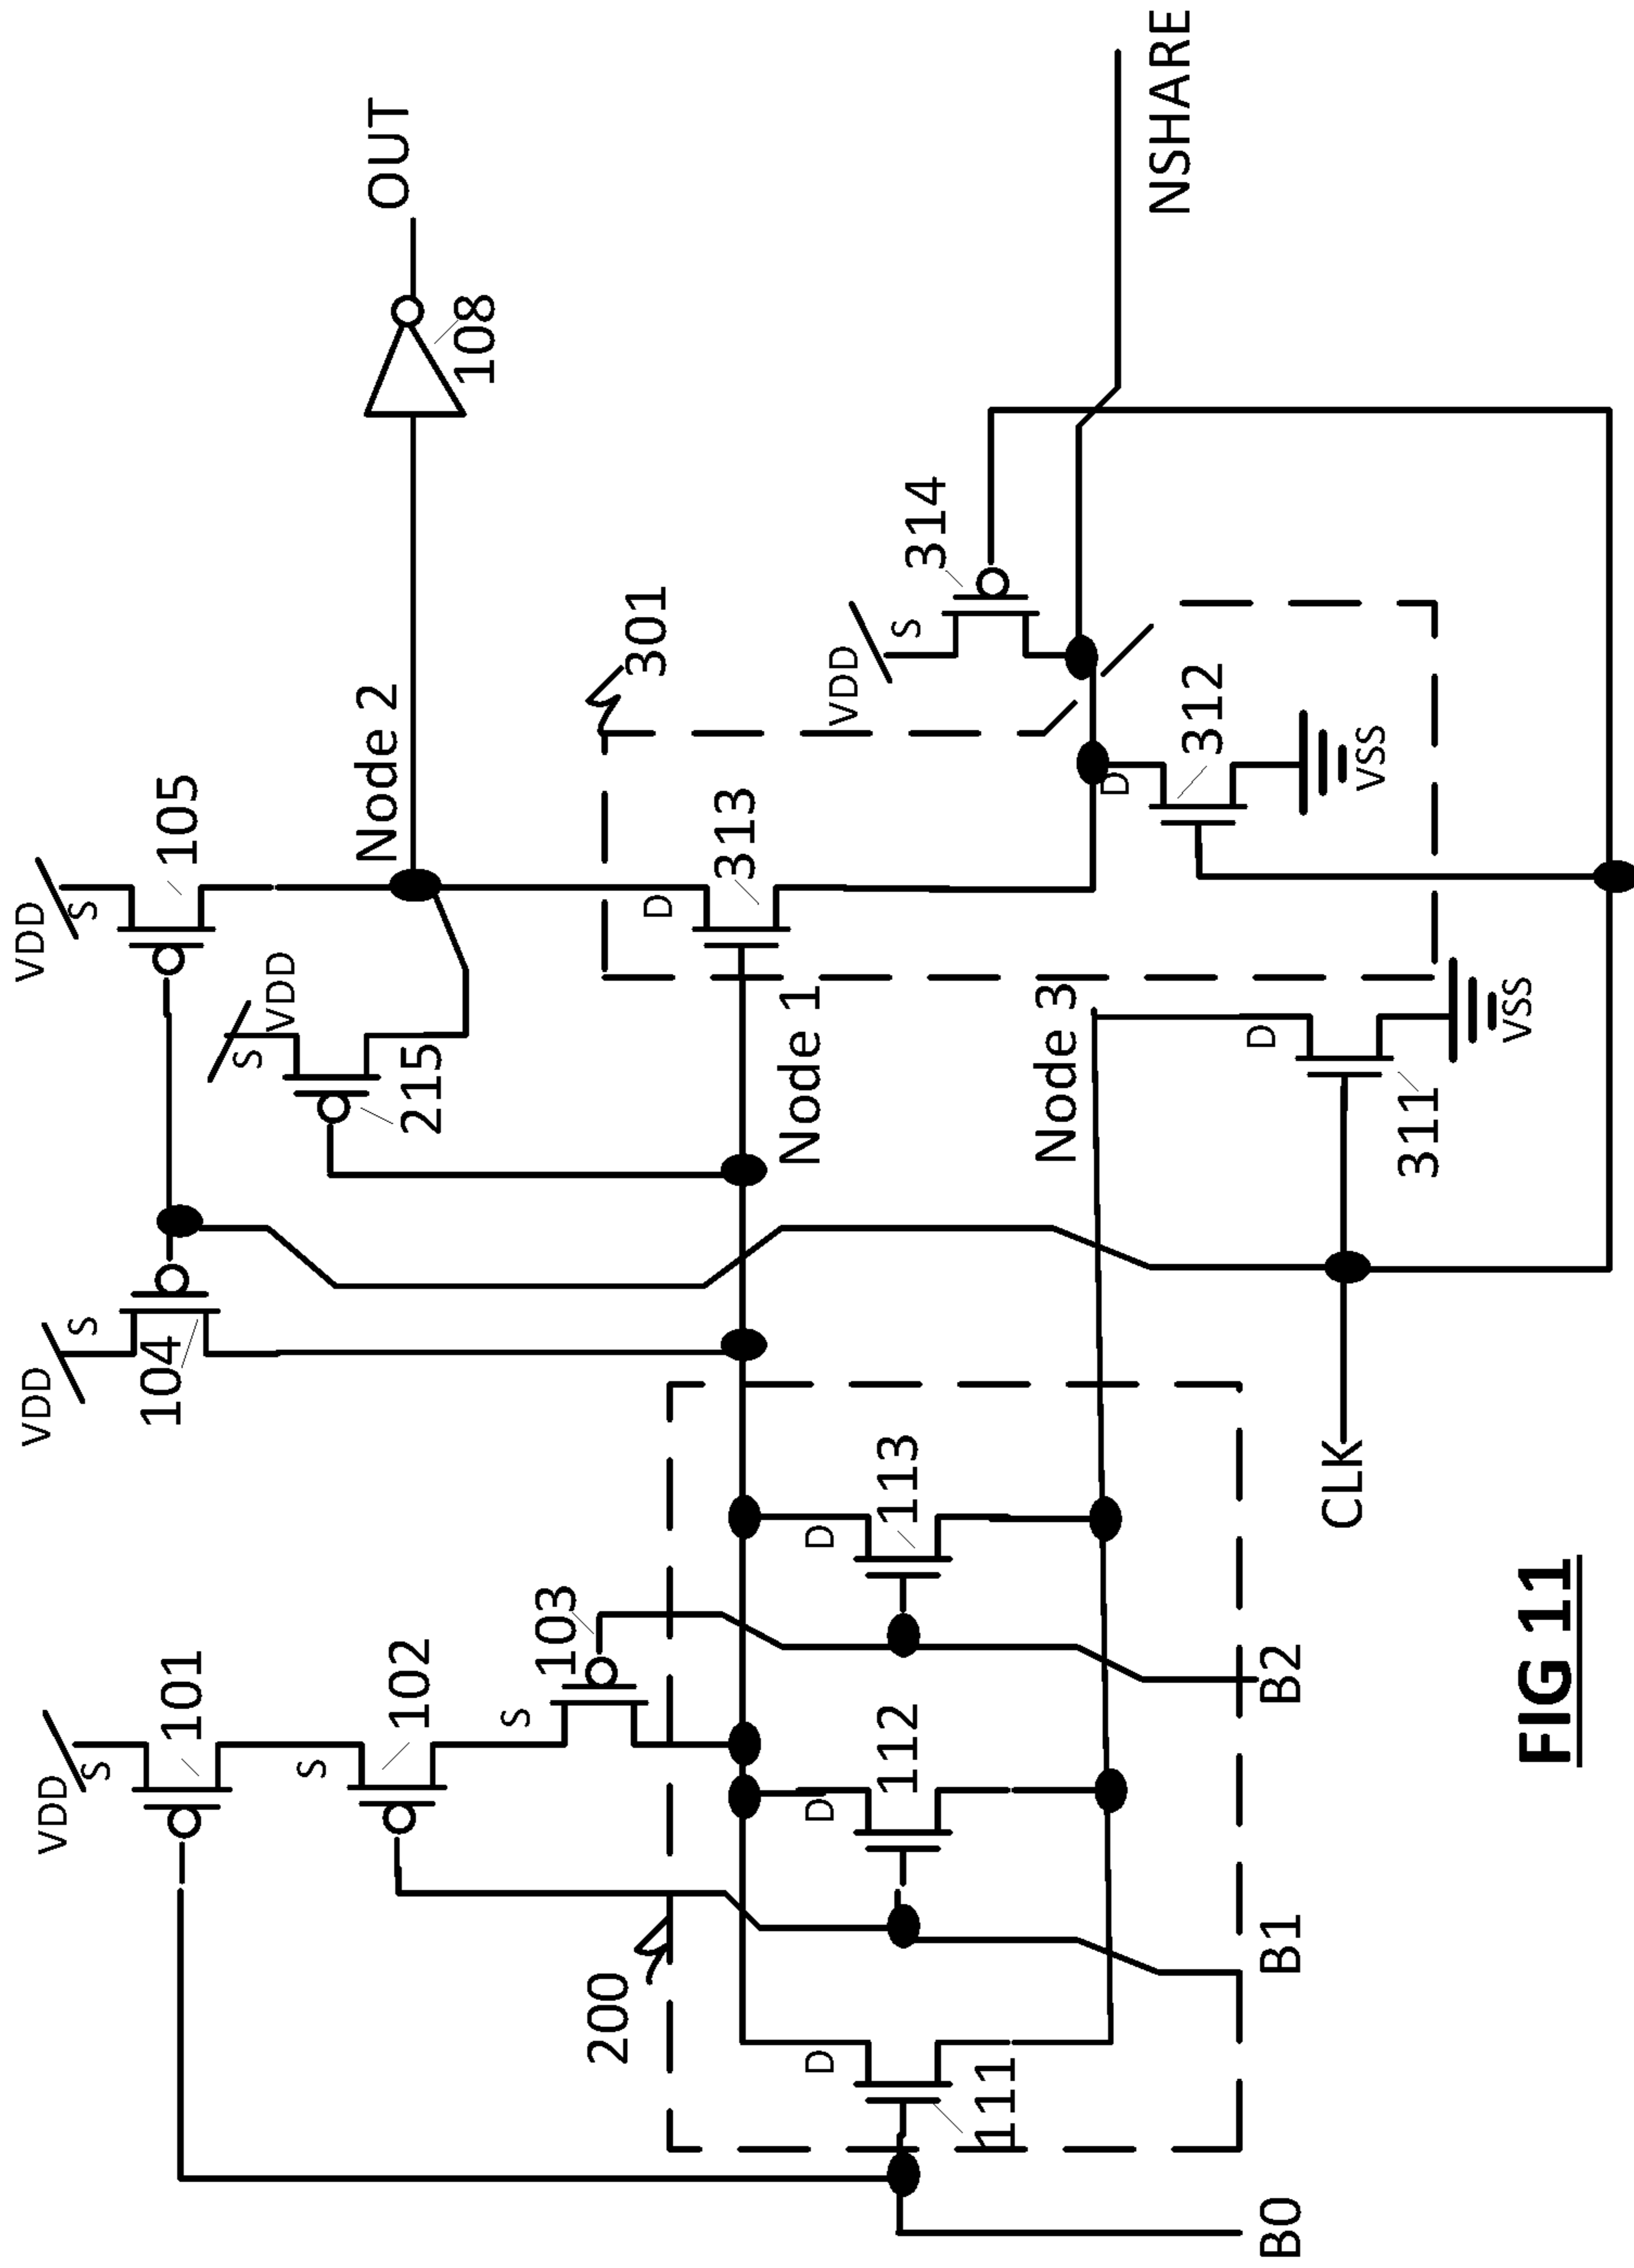 VDD
S
101
S
102
S
103
VDD
S
104
VDD
S
105
VDD
S
215
Node 2
OUT
108
200
D
111
D
112
D
113
Node 1
D
313
301
VDD
S
314
D
312
VSS
NSHARE
Node 3
D
311
VSS
CLK
B0
B1
B2
FIG 11